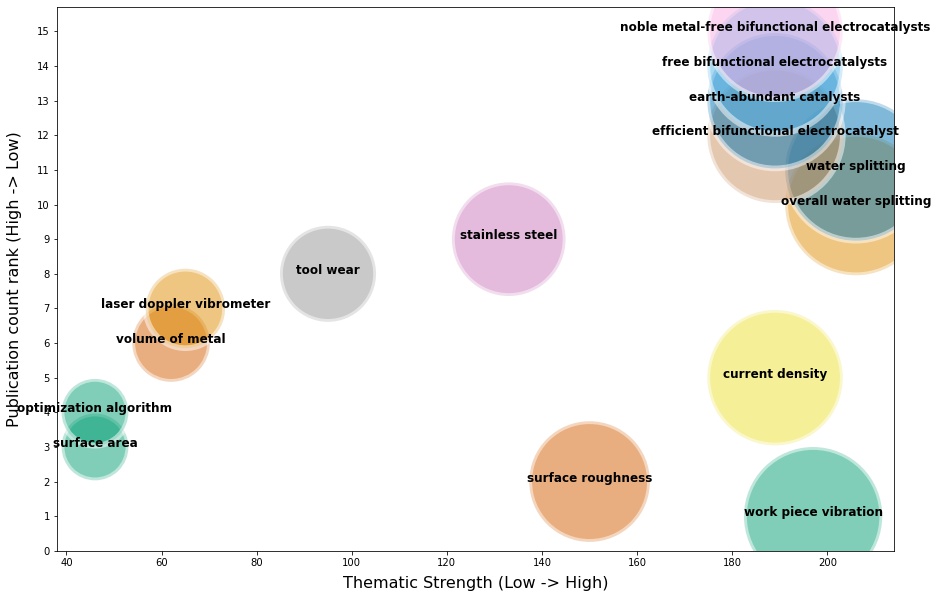 15
noble metal-free bifunctional electrocatalysts
14
free bifunctional electrocatalysts
13
earth-abundant catalysts
12
efficient bifunctional electrocatalyst
11
water splitting
10
overall water splitting
9
stainless steel
8
tool wear
7
laser doppler vibrometer
6
volume of metal
5
current density
4
optimization algorithm
3
surface area
2
surface roughness
1
work piece vibration
0
Publication count rank (High -> Low)
40 60 80 100 120 140 160 180 200
Thematic Strength (Low -> High)